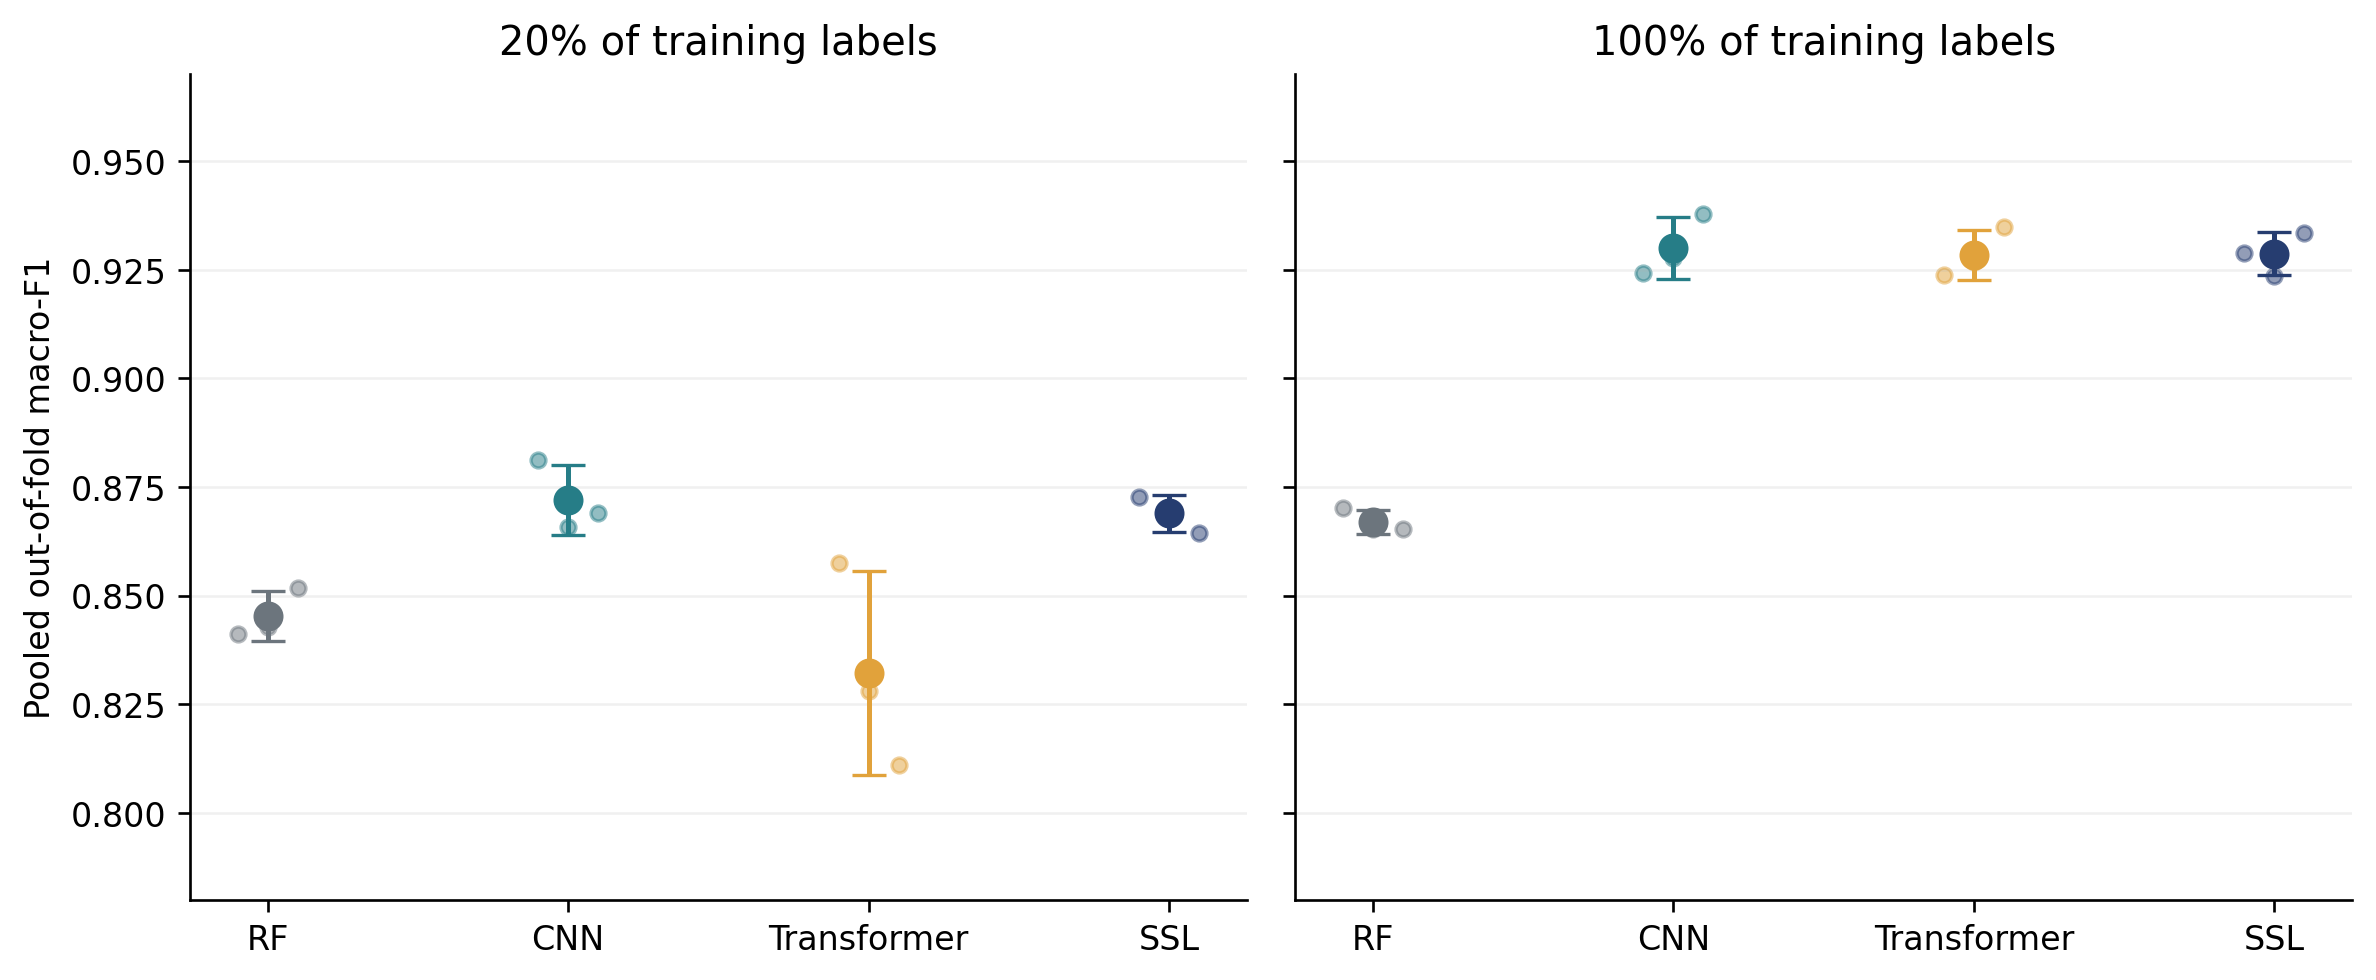 20% of training labels
100% of training labels
Pooled out-of-fold macro-F1
0.950
0.925
0.900
0.875
0.850
0.825
0.800
RF CNN Transformer SSL
RF CNN Transformer SSL